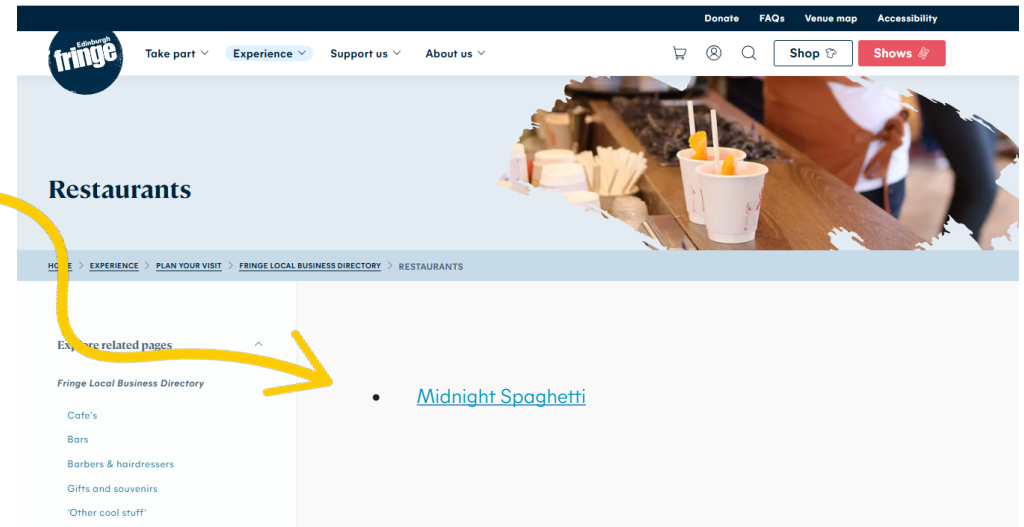 Donate FAQs Venue map Accessibility
Edinburgh
fringe
Take part Experience Support us About us Shop Shows
Restaurants
HOME > EXPERIENCE > PLAN YOUR VISIT > FRINGE LOCAL BUSINESS DIRECTORY > RESTAURANTS
Explore related pages
Fringe Local Business Directory
• Midnight Spaghetti
Cafe's
Bars
Barbers & hairdressers
Gifts and souvenirs
'Other cool stuff'